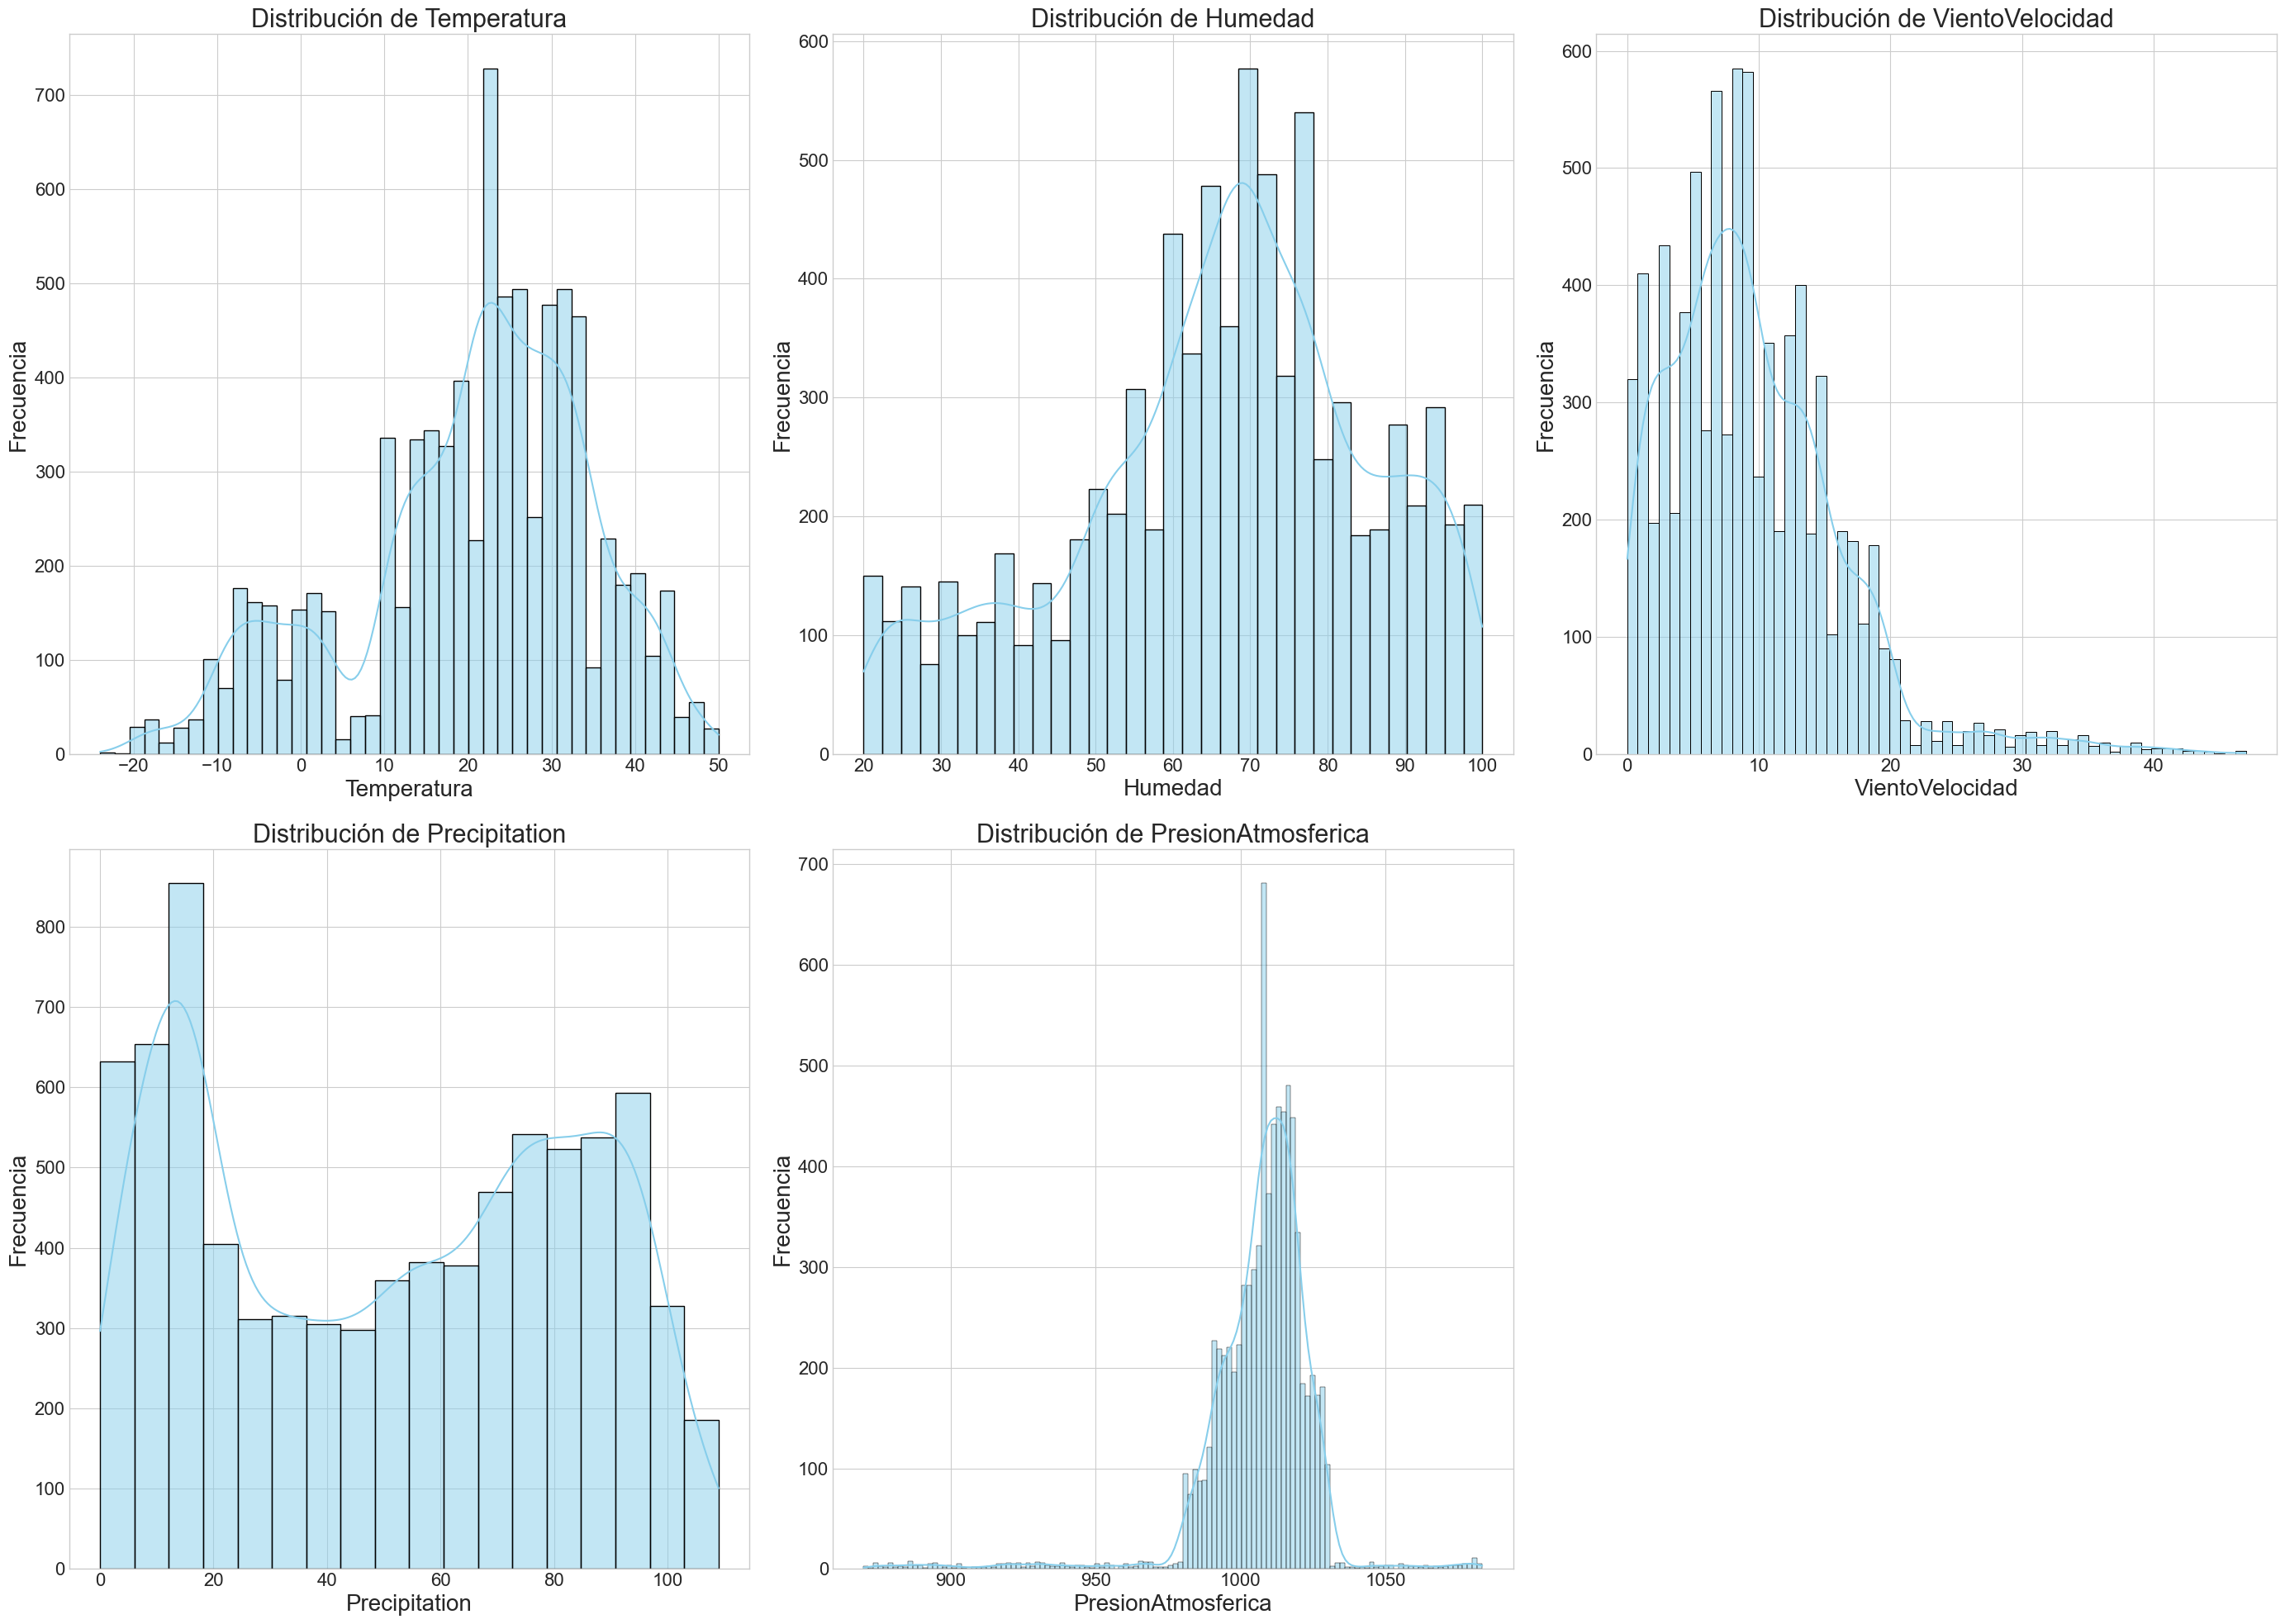 Distribución de Temperatura
Frecuencia
700
600
500
400
300
200
100
0
−20 −10 0 10 20 30 40 50
Temperatura
Distribución de Humedad
Frecuencia
600
500
400
300
200
100
0
20 30 40 50 60 70 80 90 100
Humedad
Distribución de VientoVelocidad
Frecuencia
600
500
400
300
200
100
0
0 10 20 30 40
VientoVelocidad
Distribución de Precipitation
Frecuencia
800
700
600
500
400
300
200
100
0
0 20 40 60 80 100
Precipitation
Distribución de PresionAtmosferica
Frecuencia
700
600
500
400
300
200
100
0
900 950 1000 1050
PresionAtmosferica